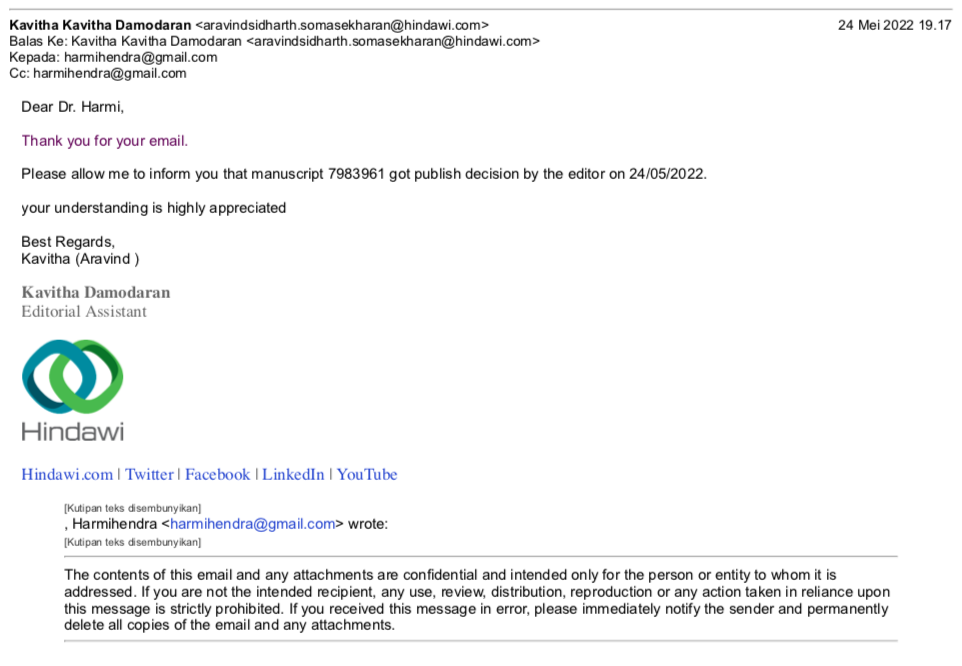 Kavitha Kavitha Damodaran <aravindsidharth.somasekharan@hindawi.com> 24 Mei 2022 19.17
Balas Ke: Kavitha Kavitha Damodaran <aravindsidharth.somasekharan@hindawi.com>
Kepada: harmihendra@gmail.com
Cc: harmihendra@gmail.com
Dear Dr. Harmi,
Thank you for your email.
Please allow me to inform you that manuscript 7983961 got publish decision by the editor on 24/05/2022.
your understanding is highly appreciated
Best Regards,
Kavitha (Aravind )
Kavitha Damodaran
Editorial Assistant
Hindawi
Hindawi.com | Twitter | Facebook | LinkedIn | YouTube
[Kutipan teks disembunyikan]
, Harmihendra <harmihendra@gmail.com> wrote:
[Kutipan teks disembunyikan]
The contents of this email and any attachments are confidential and intended only for the person or entity to whom it is
addressed. If you are not the intended recipient, any use, review, distribution, reproduction or any action taken in reliance upon
this message is strictly prohibited. If you received this message in error, please immediately notify the sender and permanently
delete all copies of the email and any attachments.